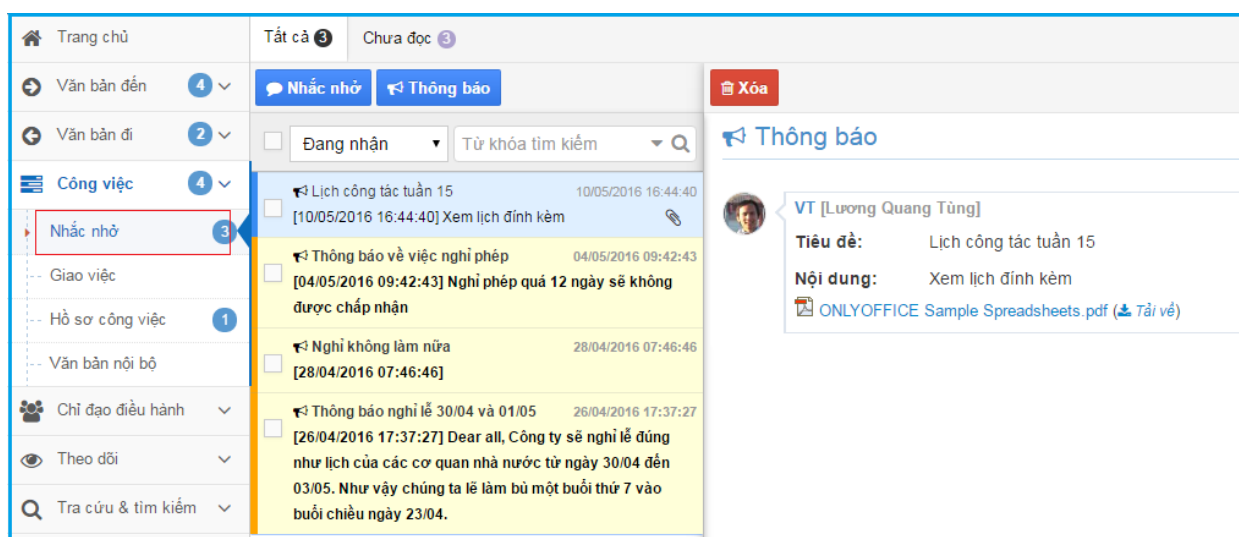 Trang chủ
Văn bản đến 4
Văn bản đi 2
Công việc 4
Nhắc nhở 3
Giao việc
Hồ sơ công việc 1
Văn bản nội bộ
Chỉ đạo điều hành
Theo dõi
Tra cứu & tìm kiếm
Tất cả 3 Chưa đọc 3
Nhắc nhở Thông báo
Đang nhận Từ khóa tìm kiếm
Lịch công tác tuần 15 10/05/2016 16:44:40
[10/05/2016 16:44:40] Xem lịch đính kèm
Thông báo về việc nghỉ phép 04/05/2016 09:42:43
[04/05/2016 09:42:43] Nghỉ phép quá 12 ngày sẽ không
được chấp nhận
Nghỉ không làm nữa 28/04/2016 07:46:46
[28/04/2016 07:46:46]
Thông báo nghỉ lễ 30/04 và 01/05 26/04/2016 17:37:27
[26/04/2016 17:37:27] Dear all, Công ty sẽ nghỉ lễ đúng
như lịch của các cơ quan nhà nước từ ngày 30/04 đến
03/05. Như vậy chúng ta lẽ làm bù một buổi thứ 7 vào
buổi chiều ngày 23/04.
Xóa
Thông báo
VT [Lương Quang Tùng]
Tiêu đề: Lịch công tác tuần 15
Nội dung: Xem lịch đính kèm
ONLYOFFICE Sample Spreadsheets.pdf (Tải về)